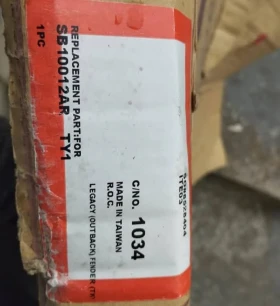 REPLACEMENT PART:FOR
SB10012AR TY1
1PC
C/NO. 1034
MADE IN TAIWAN
R.O.C.
LEGACY (OUTBACK) FENDER